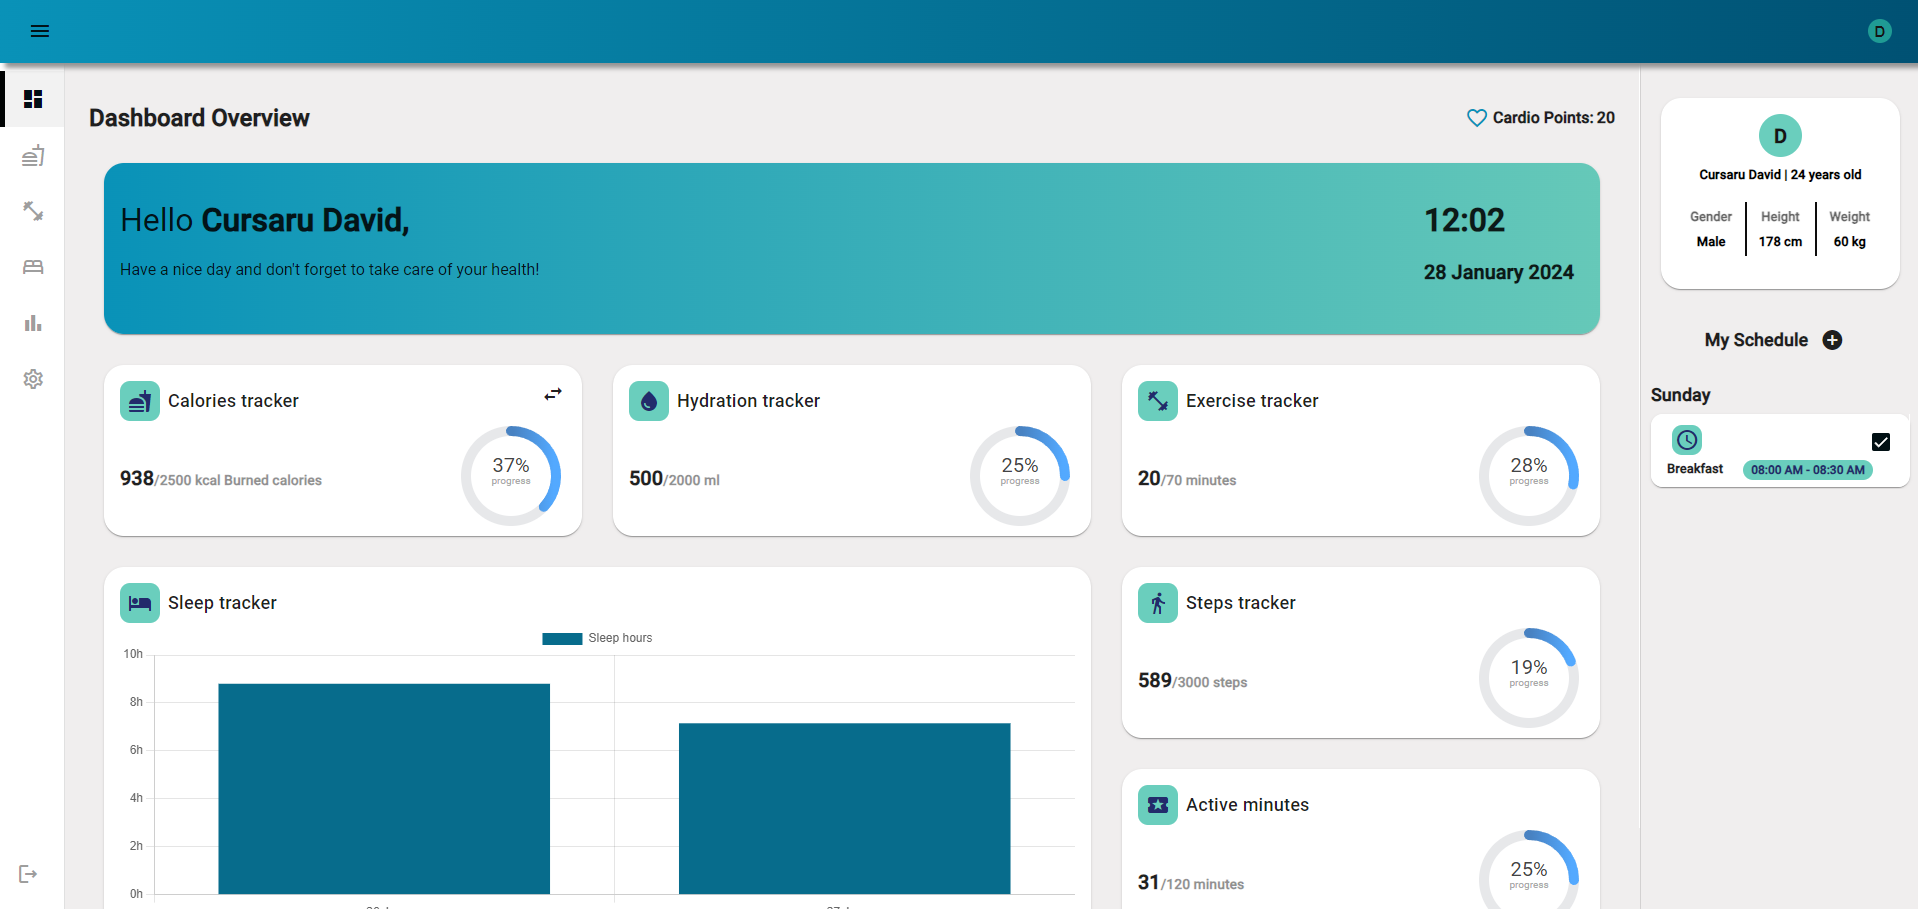 D
Dashboard Overview
Cardio Points: 20
Hello Cursaru David,
Have a nice day and don't forget to take care of your health!
12:02
28 January 2024
Calories tracker
938/2500 kcal Burned calories
37%
progress
Hydration tracker
500/2000 ml
25%
progress
Exercise tracker
20/70 minutes
28%
progress
Sleep tracker
Sleep hours
10h
8h
6h
4h
2h
0h
Steps tracker
589/3000 steps
19%
progress
Active minutes
31/120 minutes
25%
progress
D
Cursaru David | 24 years old
Gender Height Weight
Male 178 cm 60 kg
My Schedule
Sunday
Breakfast 08:00 AM - 08:30 AM